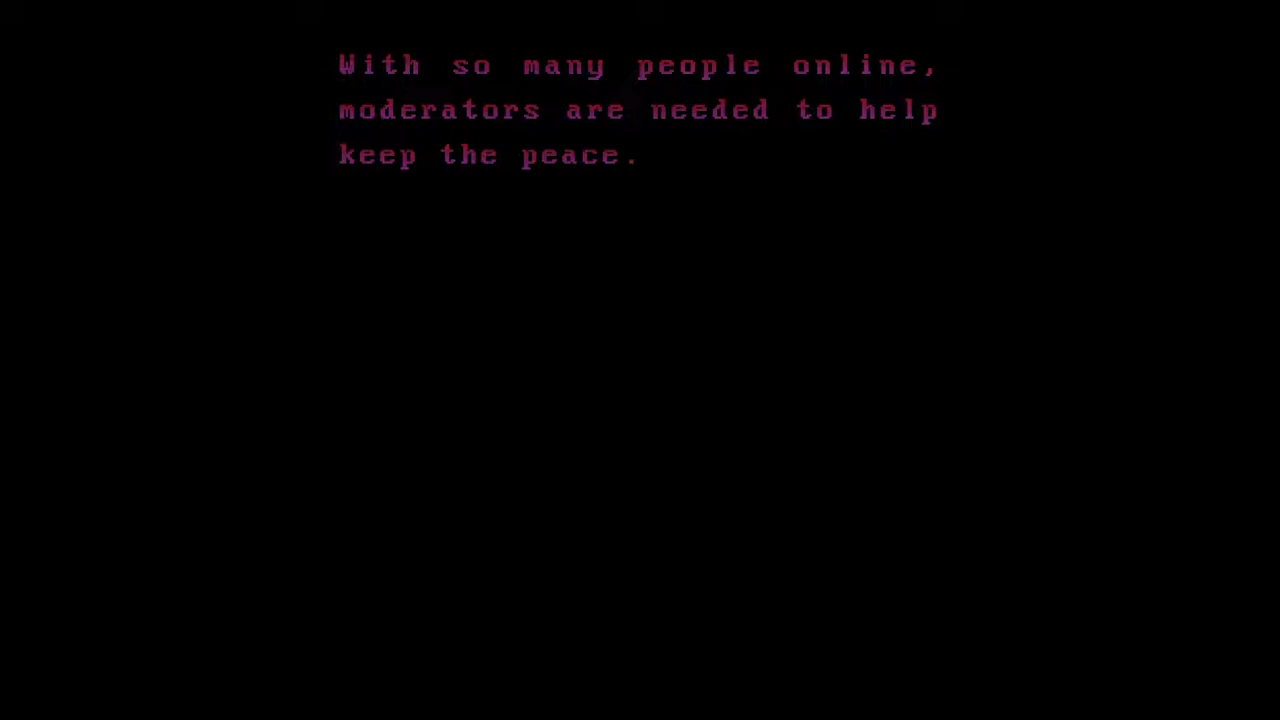 With so many people online,
moderators are needed to help
keep the peace.